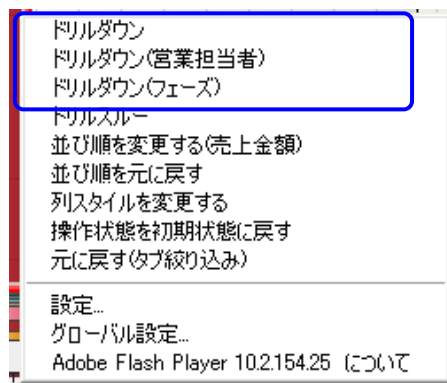 ドリルダウン
ドリルダウン(営業担当者)
ドリルダウン(フェーズ)
ドリルスルー
並び順を変更する(売上金額)
並び順を元に戻す
列スタイルを変更する
操作状態を初期状態に戻す
元に戻す(タブ絞り込み)
設定...
グローバル設定...
Adobe Flash Player 10.2.154.25 について